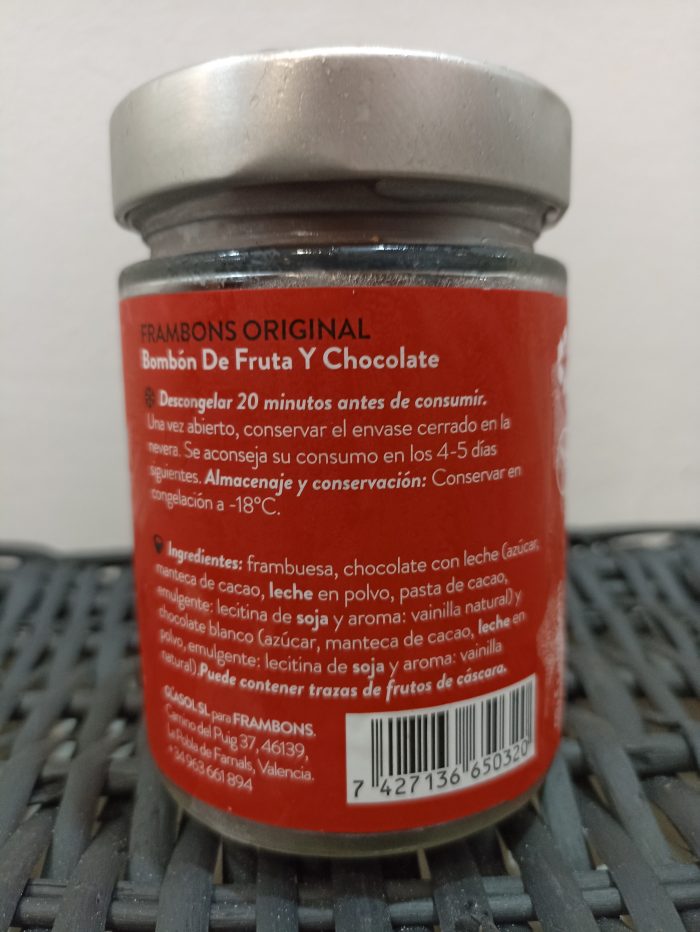 FRAMBONS ORIGINAL
Bombón De Fruta Y Chocolate
Descongelar 20 minutos antes de consumir.
Una vez abierto, conservar el envase cerrado en la
nevera. Se aconseja su consumo en los 4-5 días
siguientes. Almacenaje y conservación: Conservar en
congelación a -18°C.
Ingredientes: frambuesa, chocolate con leche (azúcar,
manteca de cacao, leche en polvo, pasta de cacao,
emulgente: lecitina de soja y aroma: vainilla natural) y
chocolate blanco (azúcar, manteca de cacao, leche en
polvo, emulgente: lecitina de soja y aroma: vainilla
natural).Puede contener trazas de frutos de cáscara.
GLASOL SL para FRAMBONS.
Camino del Puig 37, 46139,
La Pobla de Farnals, Valencia.
+34 963 661 894
7 427136 650320